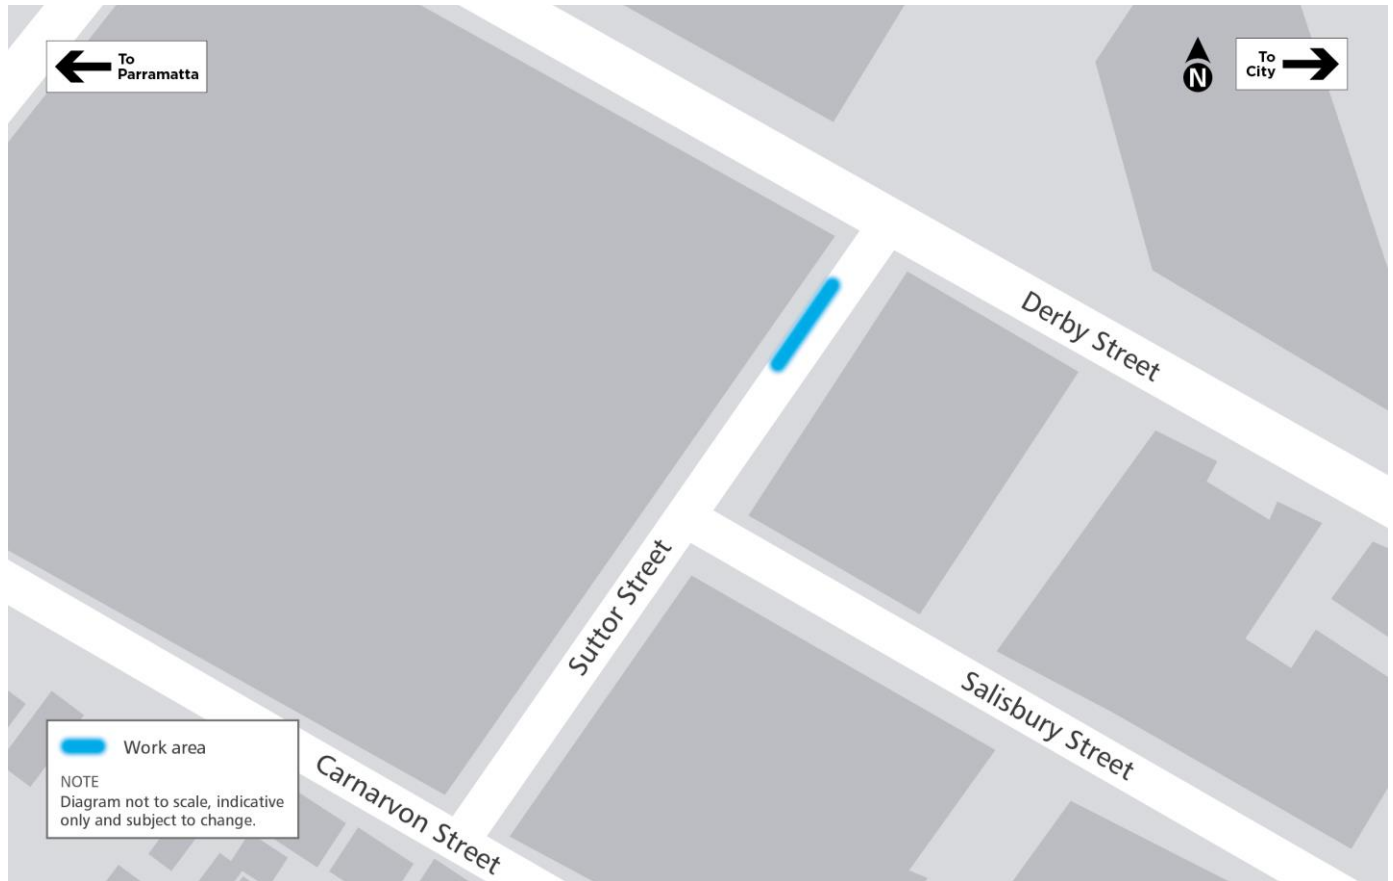 To
Parramatta
N
To
City
Derby Street
Suttor Street
Salisbury Street
Carnarvon Street
Work area
NOTE
Diagram not to scale, indicative
only and subject to change.